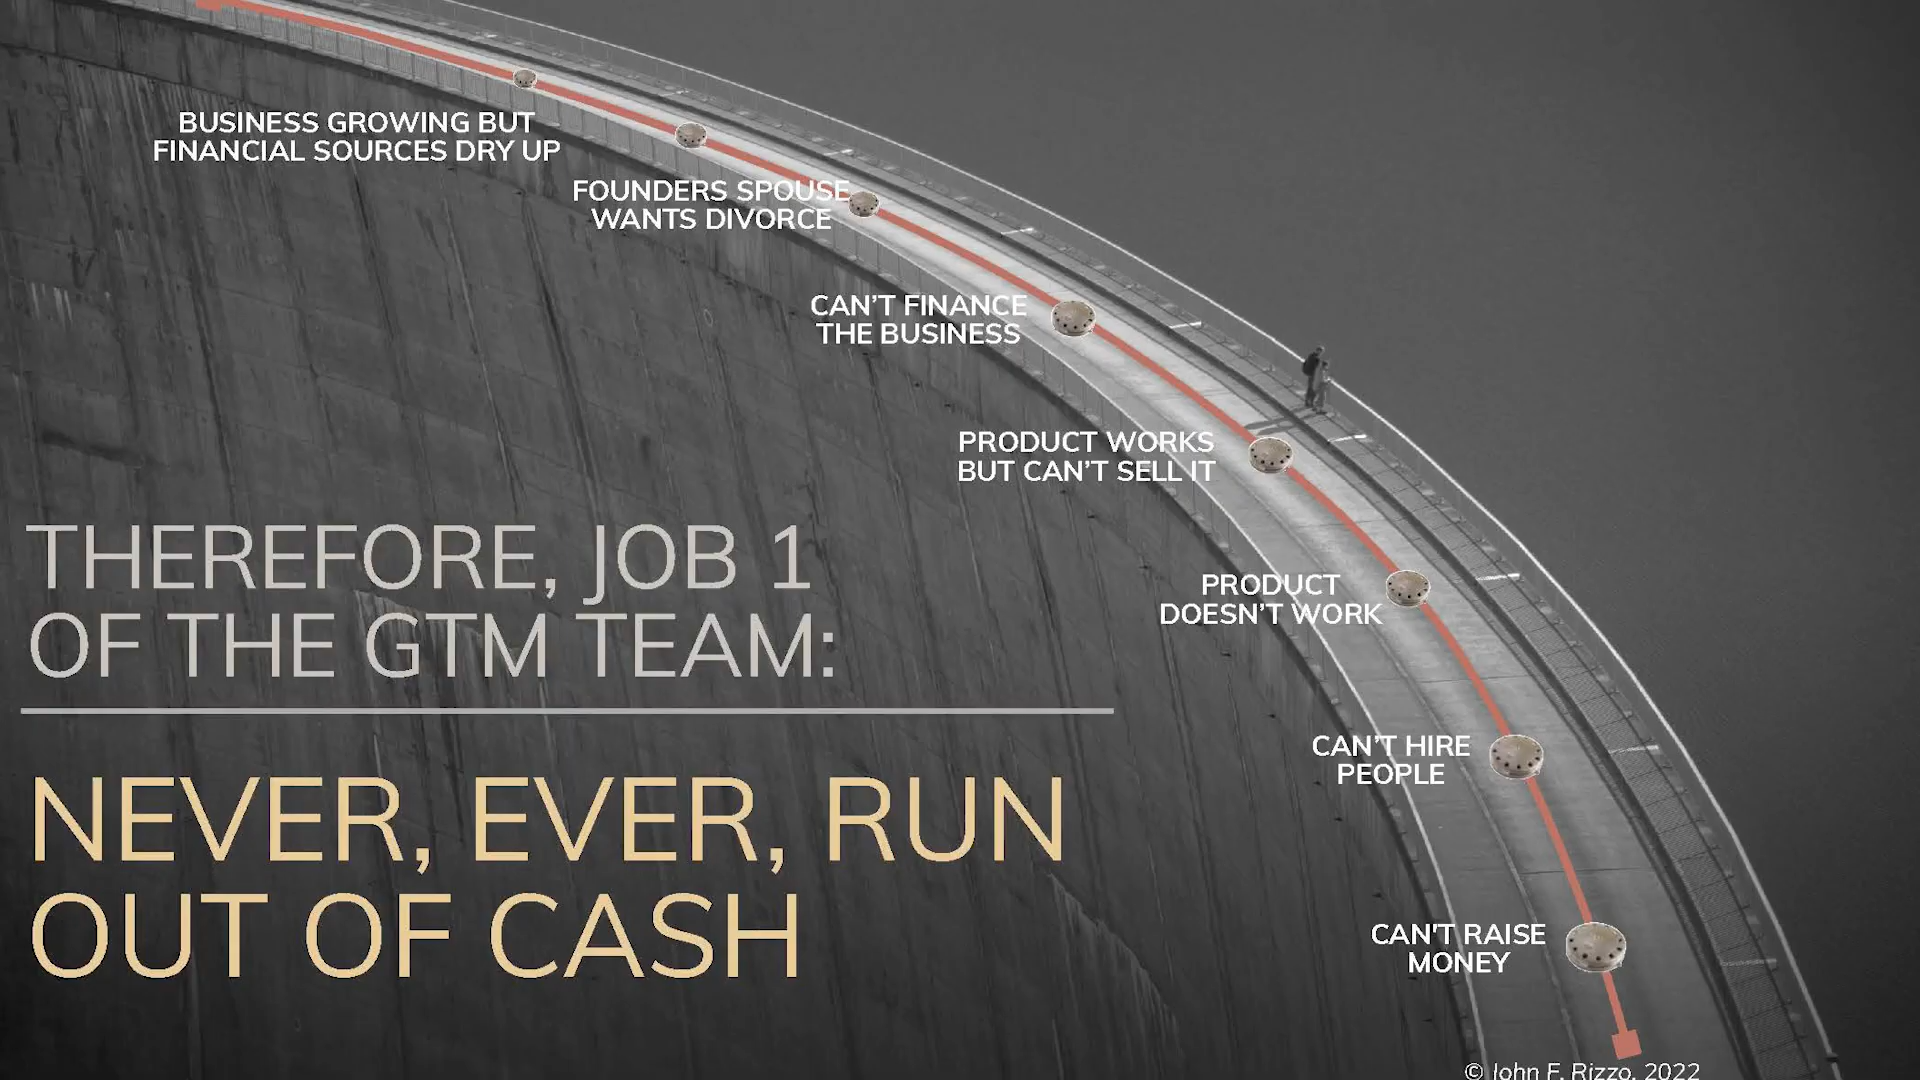 BUSINESS GROWING BUT
FINANCIAL SOURCES DRY UP
FOUNDERS SPOUSE
WANTS DIVORCE
CAN'T FINANCE
THE BUSINESS
PRODUCT WORKS
BUT CAN'T SELL IT
PRODUCT
DOESN'T WORK
CAN'T HIRE
PEOPLE
CAN'T RAISE
MONEY
THEREFORE, JOB 1
OF THE GTM TEAM:
NEVER, EVER, RUN
OUT OF CASH
© John F. Rizzo, 2022